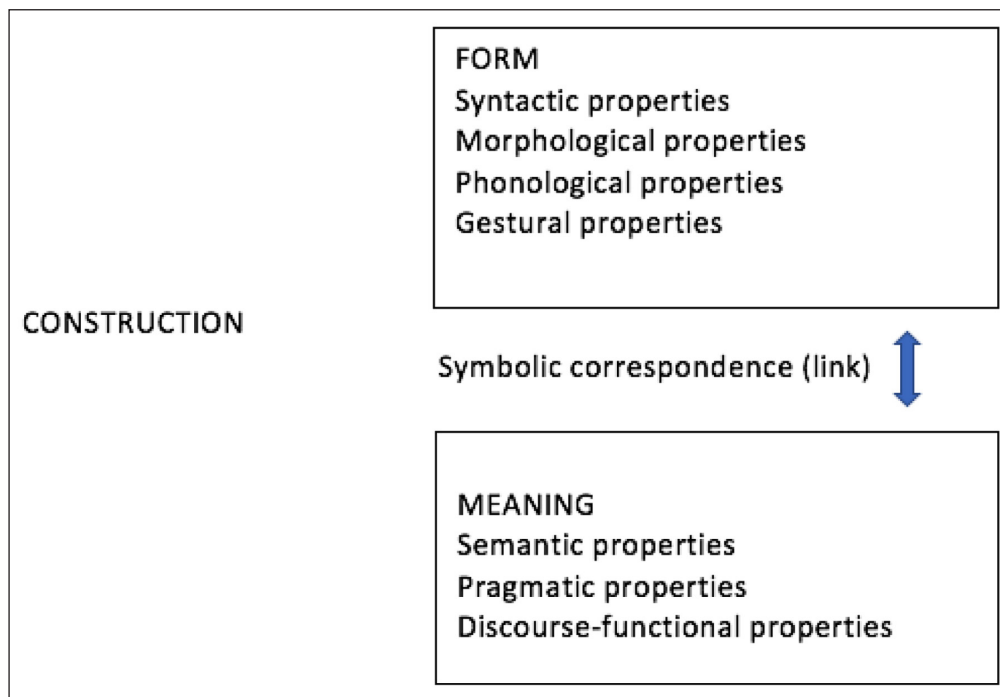 FORM
Syntactic properties
Morphological properties
Phonological properties
Gestural properties
CONSTRUCTION
Symbolic correspondence (link)
MEANING
Semantic properties
Pragmatic properties
Discourse-functional properties